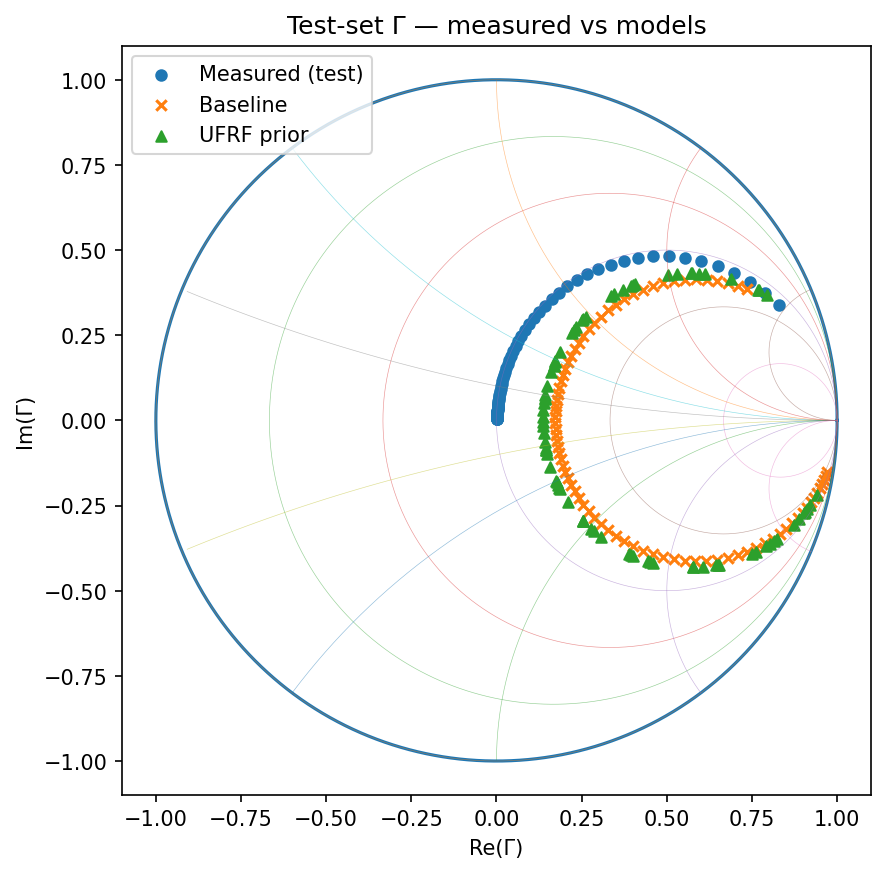 Test-set Γ — measured vs models
Measured (test)
Baseline
UFRF prior
1.00
0.75
0.50
0.25
0.00
−0.25
−0.50
−0.75
−1.00
Im(Γ)
−1.00 −0.75 −0.50 −0.25 0.00 0.25 0.50 0.75 1.00
Re(Γ)